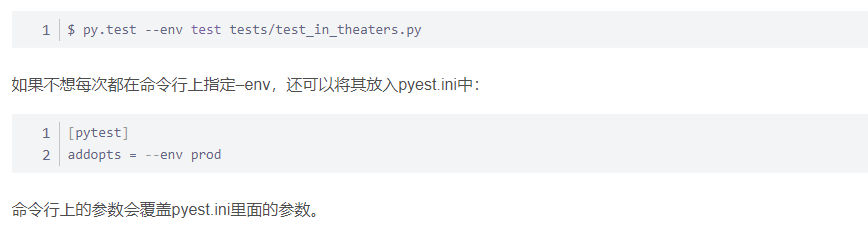 1 $ py.test --env test tests/test_in_theaters.py
如果不想每次都在命令行上指定–env，还可以将其放入pyest.ini中：
1 [pytest]
2 addopts = --env prod
命令行上的参数会覆盖pyest.ini里面的参数。